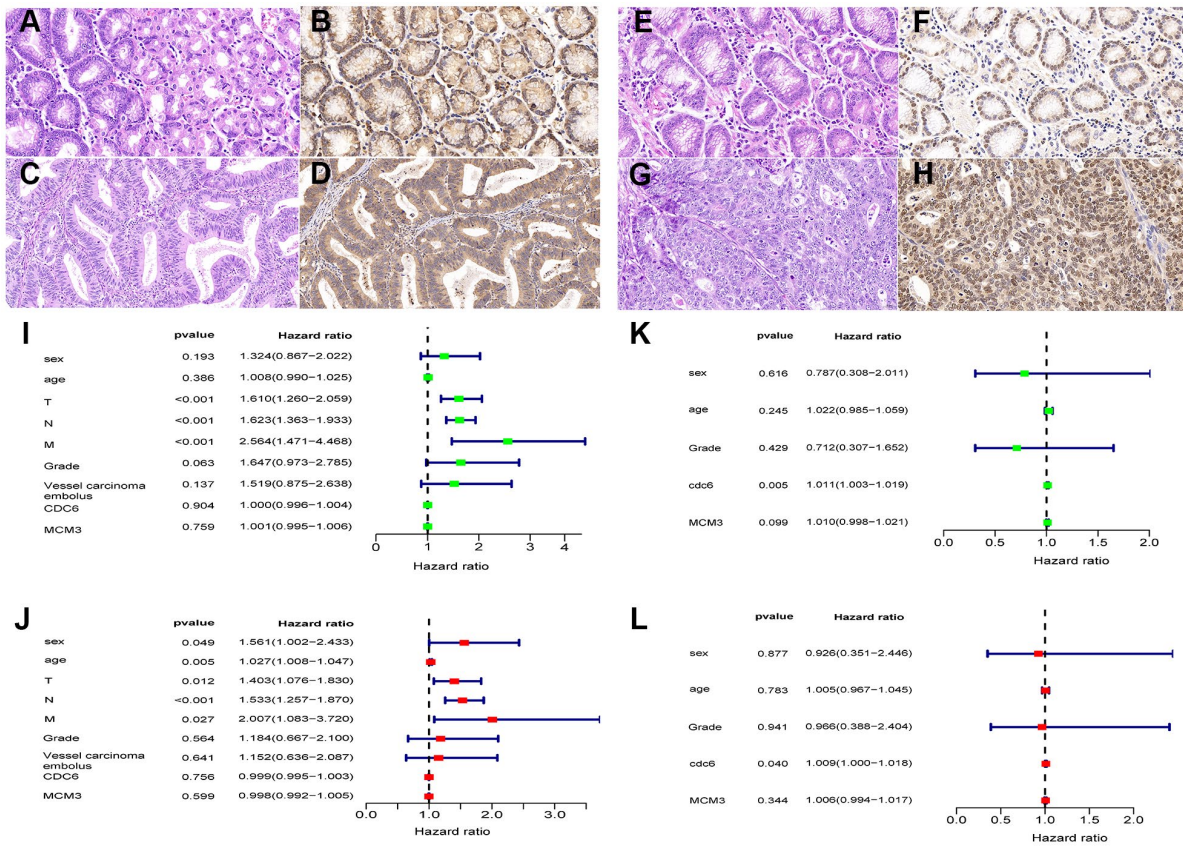 A
B
C
D
E
F
G
H
I
pvalue Hazard ratio
sex 0.193 1.324(0.867−2.022)
age 0.386 1.008(0.990−1.025)
T <0.001 1.610(1.260−2.059)
N <0.001 1.623(1.363−1.933)
M <0.001 2.564(1.471−4.468)
Grade 0.063 1.647(0.973−2.785)
Vessel carcinoma 0.137 1.519(0.875−2.638)
embolus
CDC6 0.904 1.000(0.996−1.004)
MCM3 0.759 1.001(0.995−1.006)
0 1 2 3 4
Hazard ratio
K
pvalue Hazard ratio
sex 0.616 0.787(0.308−2.011)
age 0.245 1.022(0.985−1.059)
Grade 0.429 0.712(0.307−1.652)
cdc6 0.005 1.011(1.003−1.019)
MCM3 0.099 1.010(0.998−1.021)
0.0 0.5 1.0 1.5 2.0
Hazard ratio
J
pvalue Hazard ratio
sex 0.049 1.561(1.002−2.433)
age 0.005 1.027(1.008−1.047)
T 0.012 1.403(1.076−1.830)
N <0.001 1.533(1.257−1.870)
M 0.027 2.007(1.083−3.720)
Grade 0.564 1.184(0.667−2.100)
Vessel carcinoma 0.641 1.152(0.636−2.087)
embolus
CDC6 0.756 0.999(0.995−1.003)
MCM3 0.599 0.998(0.992−1.005)
0.0 1.0 2.0 3.0
Hazard ratio
L
pvalue Hazard ratio
sex 0.877 0.926(0.351−2.446)
age 0.783 1.005(0.967−1.045)
Grade 0.941 0.966(0.388−2.404)
cdc6 0.040 1.009(1.000−1.018)
MCM3 0.344 1.006(0.994−1.017)
0.0 0.5 1.0 1.5 2.0
Hazard ratio